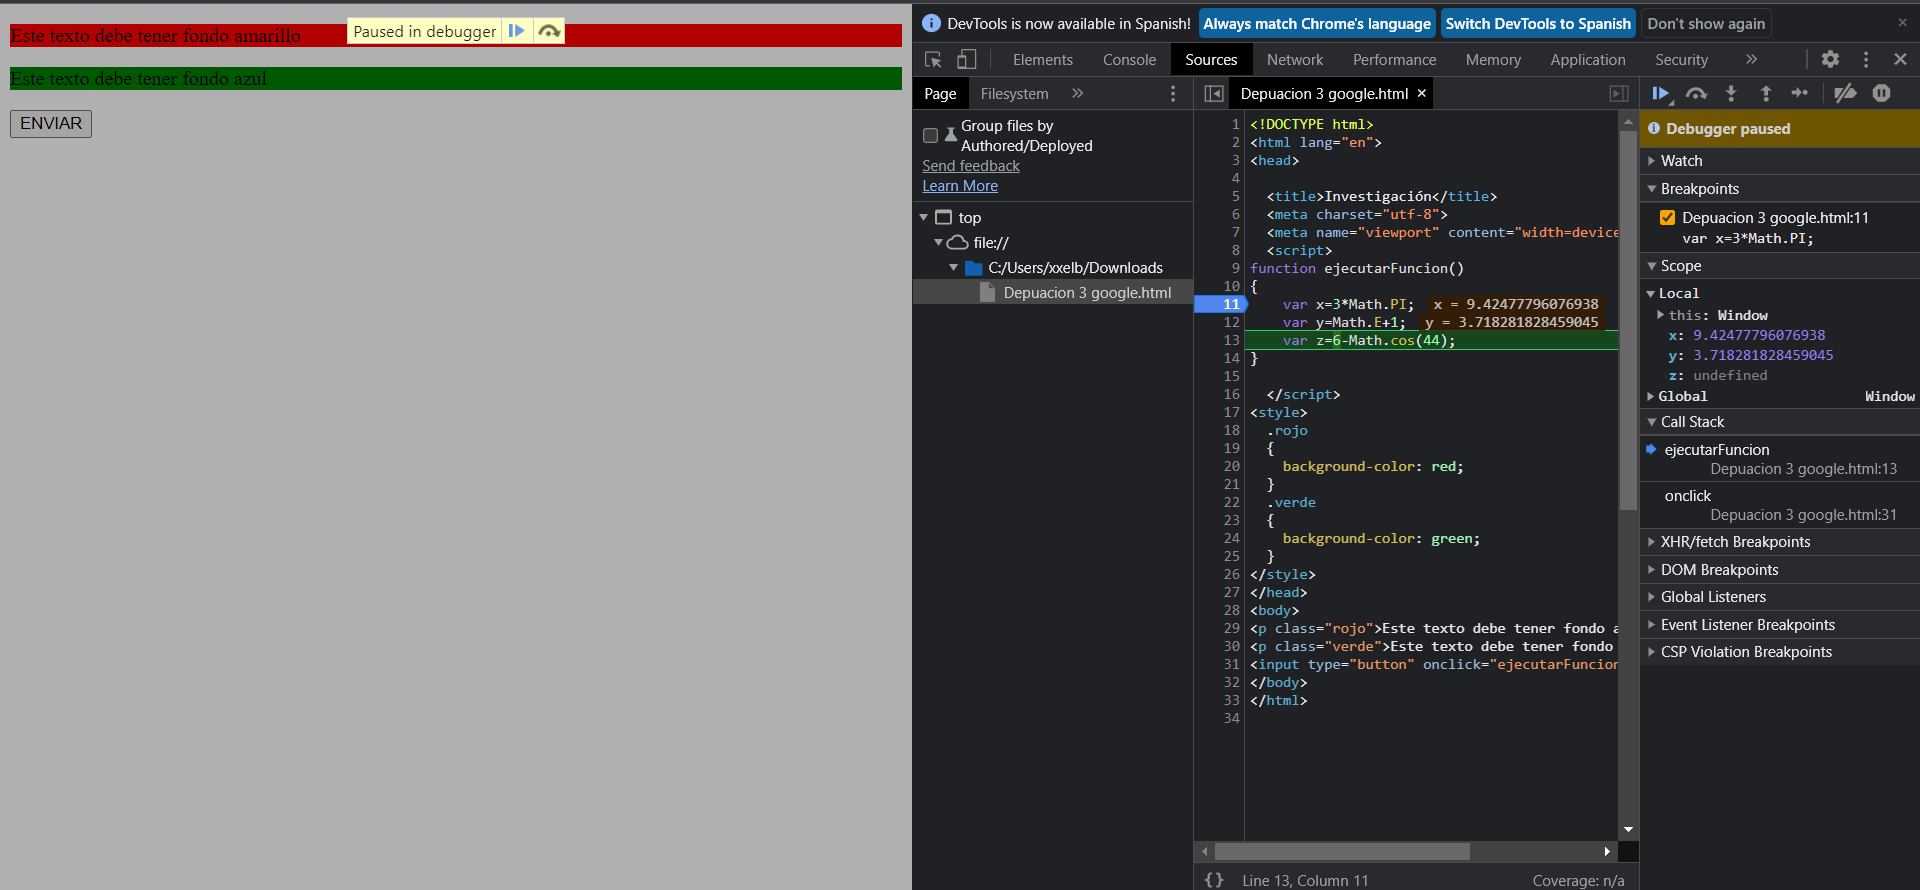 Este texto debe tener fondo amarillo
Paused in debugger
Este texto debe tener fondo azul
ENVIAR
DevTools is now available in Spanish! Always match Chrome's language Switch DevTools to Spanish Don't show again
Elements Console Sources Network Performance Memory Application Security
Page Filesystem
Group files by
Authored/Deployed
Send feedback
Learn More
top
file://
C:/Users/xxelb/Downloads
Depuacion 3 google.html
Depuacion 3 google.html
1 <!DOCTYPE html>
2 <html lang="en">
3 <head>
4
5 <title>Investigación</title>
6 <meta charset="utf-8">
7 <meta name="viewport" content="width=device
8 <script>
9 function ejecutarFuncion()
10 {
11 var x=3*Math.PI; x = 9.42477796076938
12 var y=Math.E+1; y = 3.718281828459045
13 var z=6-Math.cos(44);
14 }
15
16 </script>
17 <style>
18 .rojo
19 {
20 background-color: red;
21 }
22 .verde
23 {
24 background-color: green;
25 }
26 </style>
27 </head>
28 <body>
29 <p class="rojo">Este texto debe tener fondo a
30 <p class="verde">Este texto debe tener fondo
31 <input type="button" onclick="ejecutarFuncion
32 </body>
33 </html>
34
{} Line 13, Column 11 Coverage: n/a
Debugger paused
Watch
Breakpoints
Depuacion 3 google.html:11
var x=3*Math.PI;
Scope
Local
this: Window
x: 9.42477796076938
y: 3.718281828459045
z: undefined
Global Window
Call Stack
ejecutarFuncion
Depuacion 3 google.html:13
onclick
Depuacion 3 google.html:31
XHR/fetch Breakpoints
DOM Breakpoints
Global Listeners
Event Listener Breakpoints
CSP Violation Breakpoints